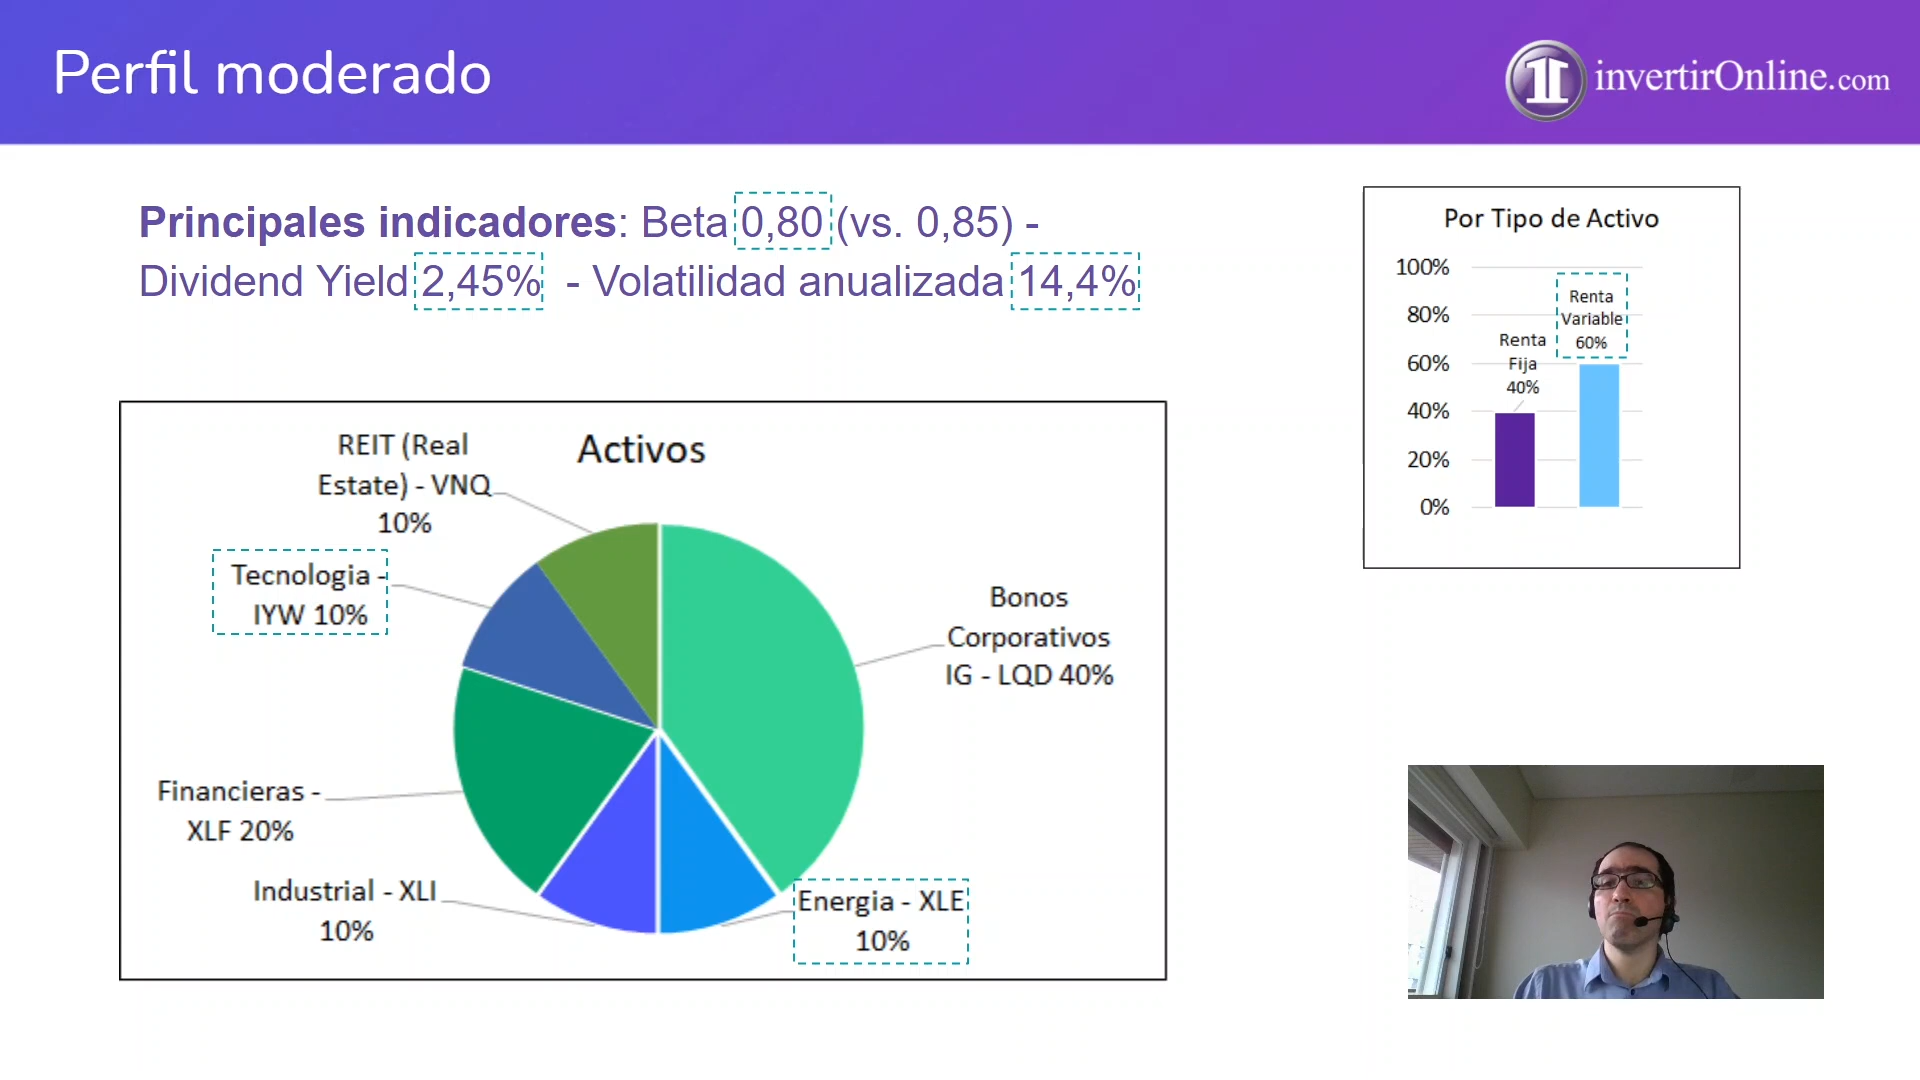 Perfil moderado
invertirOnline.com
Principales indicadores: Beta 0,80 (vs. 0,85) -
Dividend Yield 2,45% - Volatilidad anualizada 14,4%
Por Tipo de Activo
100%
80%
60%
40%
20%
0%
Renta
Fija
40%
Renta
Variable
60%
Activos
REIT (Real
Estate) - VNQ
10%
Tecnologia -
IYW 10%
Bonos
Corporativos
IG - LQD 40%
Financieras -
XLF 20%
Industrial - XLI
10%
Energia - XLE
10%